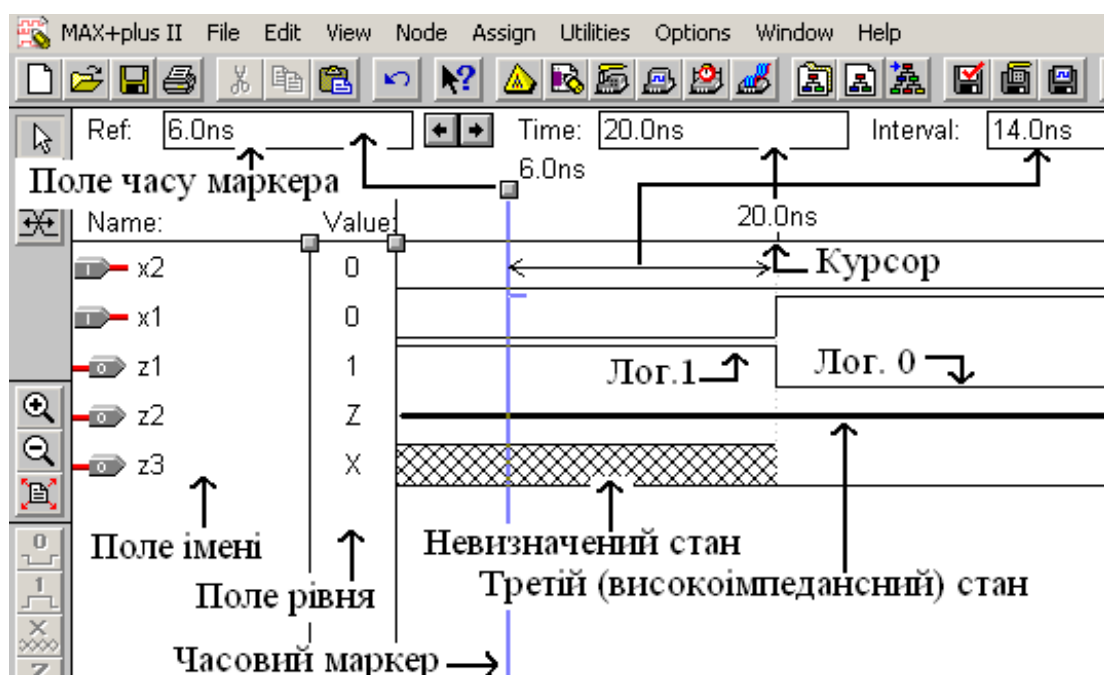 MAX+plus II File Edit View Node Assign Utilities Options Window Help
Ref: 6.0ns Time: 20.0ns Interval: 14.0ns
6.0ns
Поле часу маркера
20.0ns
Name: Value:
Курсор
x2 0
x1 0
z1 1
Лог.1 Лог. 0
z2 Z
z3 X
Невизначений стан
Поле імені
Третій (високоімпедансний) стан
Поле рівня
Часовий маркер
0
1
X
Z